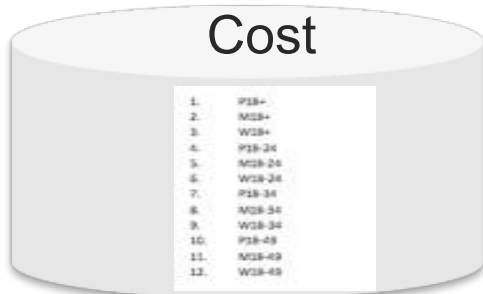 Cost
1. P18+
2. M18+
3. W18+
4. P18-24
5. M18-24
6. W18-24
7. P18-34
8. M18-34
9. W18-34
10. P18-49
11. M18-49
12. W18-49